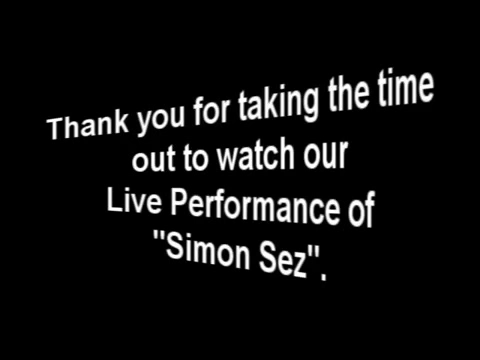 Thank you for taking the time
out to watch our
Live Performance of
"Simon Sez".